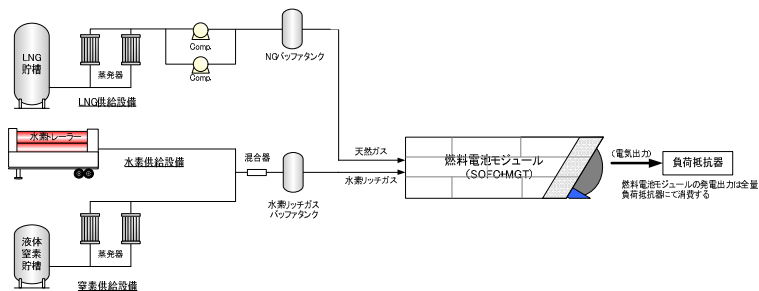 LNG
貯槽
蒸発器
LNG供給設備
Comp.
Comp.
NGバッファタンク
水素トレーラー
水素供給設備
混合器
水素リッチガス
バッファタンク
天然ガス
水素リッチガス
燃料電池モジュール
(SOFC+MGT)
(電気出力)
負荷抵抗器
燃料電池モジュールの発電出力は全量
負荷抵抗器にて消費する
液体
窒素
貯槽
蒸発器
窒素供給設備